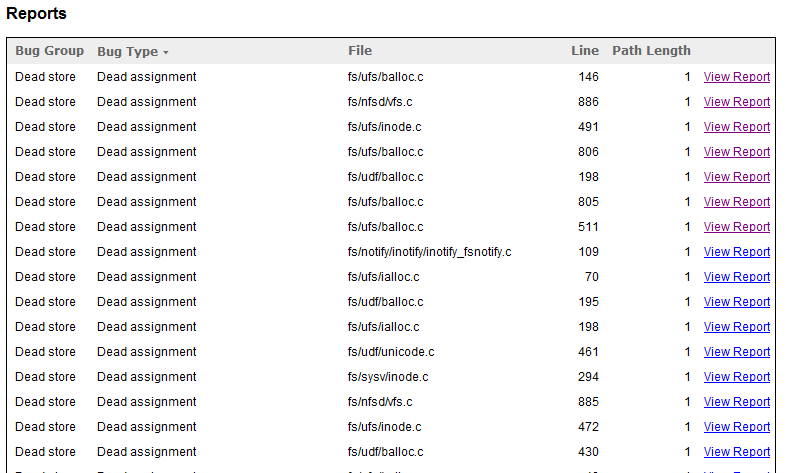 Reports
Bug Group Bug Type File Line Path Length
Dead store Dead assignment fs/ufs/balloc.c 146 1 View Report
Dead store Dead assignment fs/nfsd/vfs.c 886 1 View Report
Dead store Dead assignment fs/ufs/inode.c 491 1 View Report
Dead store Dead assignment fs/ufs/balloc.c 806 1 View Report
Dead store Dead assignment fs/udf/balloc.c 198 1 View Report
Dead store Dead assignment fs/ufs/balloc.c 805 1 View Report
Dead store Dead assignment fs/ufs/balloc.c 511 1 View Report
Dead store Dead assignment fs/notify/inotify/inotify_fsnotify.c 109 1 View Report
Dead store Dead assignment fs/ufs/ialloc.c 70 1 View Report
Dead store Dead assignment fs/udf/balloc.c 195 1 View Report
Dead store Dead assignment fs/ufs/ialloc.c 198 1 View Report
Dead store Dead assignment fs/udf/unicode.c 461 1 View Report
Dead store Dead assignment fs/sysv/inode.c 294 1 View Report
Dead store Dead assignment fs/nfsd/vfs.c 885 1 View Report
Dead store Dead assignment fs/ufs/inode.c 472 1 View Report
Dead store Dead assignment fs/udf/balloc.c 430 1 View Report